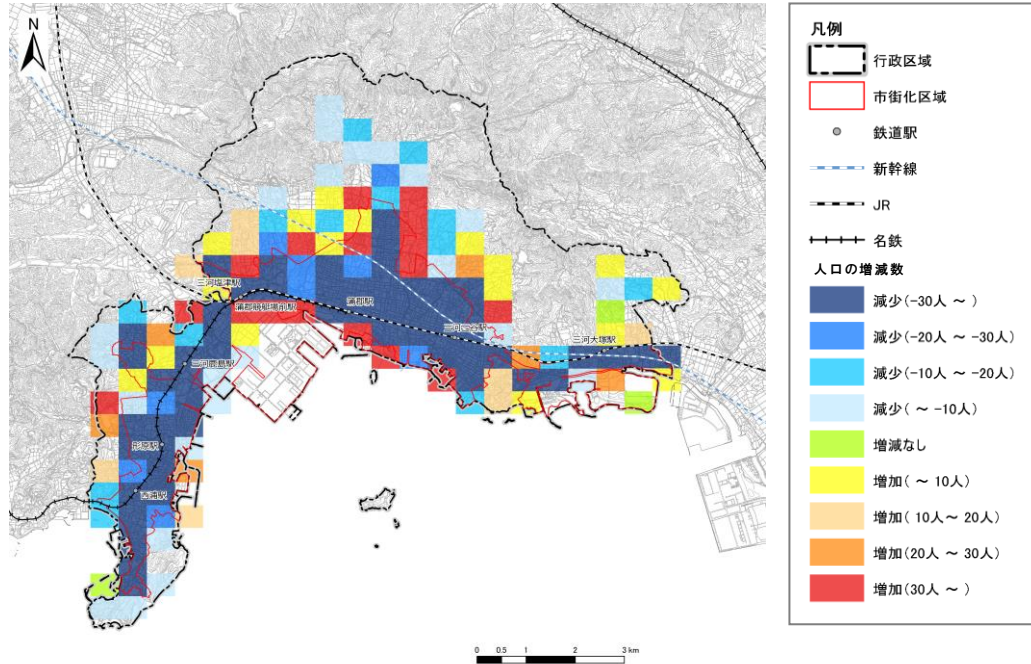 N
三河塩津駅
蒲郡競艇場前駅
蒲郡駅
三河三谷駅
三河大塚駅
三河鹿島駅
形原駅
西浦駅
0 0.5 1 2 3 km
凡例
行政区域
市街化区域
鉄道駅
新幹線
JR
名鉄
人口の増減数
減少(-30人 ～ )
減少(-20人 ～ -30人)
減少(-10人 ～ -20人)
減少( ～ -10人)
増減なし
増加( ～ 10人)
増加( 10人～ 20人)
増加(20人 ～ 30人)
増加(30人 ～ )